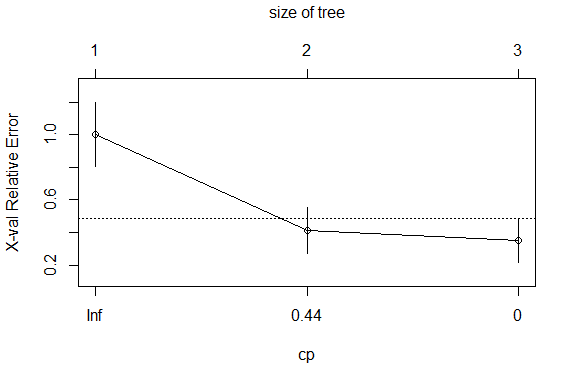 size of tree
1 2 3
X-val Relative Error
1.0
0.6
0.2
Inf 0.44 0
cp